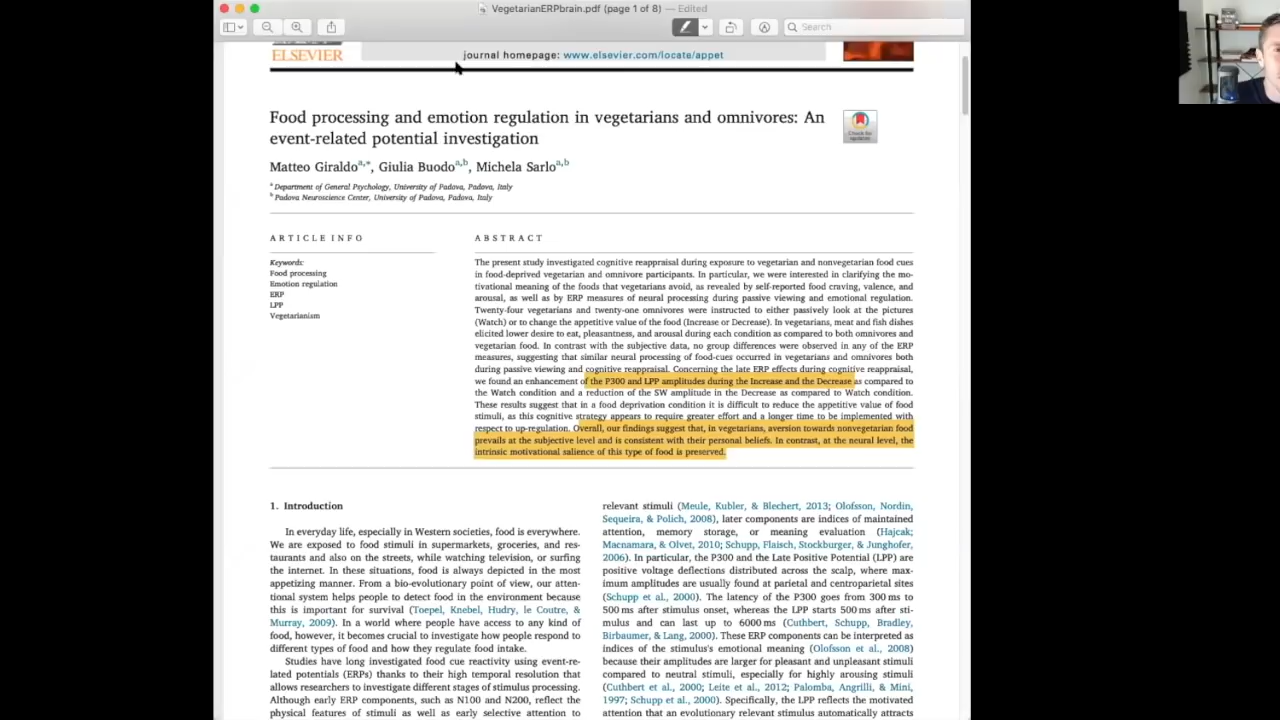 VegetarianERPbrain.pdf (page 1 of 8) — Edited
Search
ELSEVIER
journal homepage: www.elsevier.com/locate/appet
Food processing and emotion regulation in vegetarians and omnivores: An
event-related potential investigation
Check for
updates
Matteo Giraldo a,*, Giulia Buodo a,b, Michela Sarlo a,b
a Department of General Psychology, University of Padova, Padova, Italy
b Padova Neuroscience Center, University of Padova, Padova, Italy
ARTICLE INFO
Keywords:
Food processing
Emotion regulation
ERP
LPP
Vegetarianism
ABSTRACT
The present study investigated cognitive reappraisal during exposure to vegetarian and nonvegetarian food cues
in food-deprived vegetarian and omnivore participants. In particular, we were interested in clarifying the mo-
tivational meaning of the foods that vegetarians avoid, as revealed by self-reported food craving, valence, and
arousal, as well as by ERP measures of neural processing during passive viewing and emotional regulation.
Twenty-four vegetarians and twenty-one omnivores were instructed to either passively look at the pictures
(Watch) or to change the appetitive value of the food (Increase or Decrease). In vegetarians, meat and fish dishes
elicited lower desire to eat, pleasantness, and arousal during each condition as compared to both omnivores and
vegetarian food. In contrast with the subjective data, no group differences were observed in any of the ERP
measures, suggesting that similar neural processing of food-cues occurred in vegetarians and omnivores both
during passive viewing and cognitive reappraisal. Concerning the late ERP effects during cognitive reappraisal,
we found an enhancement of the P300 and LPP amplitudes during the Increase and the Decrease as compared to
the Watch condition and a reduction of the SW amplitude in the Decrease as compared to Watch condition.
These results suggest that in a food deprivation condition it is difficult to reduce the appetitive value of food
stimuli, as this cognitive strategy appears to require greater effort and a longer time to be implemented with
respect to up-regulation. Overall, our findings suggest that, in vegetarians, aversion towards nonvegetarian food
prevails at the subjective level and is consistent with their personal beliefs. In contrast, at the neural level, the
intrinsic motivational salience of this type of food is preserved.
1. Introduction
In everyday life, especially in Western societies, food is everywhere.
We are exposed to food stimuli in supermarkets, groceries, and res-
taurants and also on the streets, while watching television, or surfing
the internet. In these situations, food is always depicted in the most
appetizing manner. From a bio-evolutionary point of view, our atten-
tional system helps people to detect food in the environment because
this is important for survival (Toepel, Knebel, Hudry, le Coutre, &
Murray, 2009). In a world where people have access to any kind of
food, however, it becomes crucial to investigate how people respond to
different types of food and how they regulate food intake.
Studies have long investigated food cue reactivity using event-re-
lated potentials (ERPs) thanks to their high temporal resolution that
allows researchers to investigate different stages of stimulus processing.
Although early ERP components, such as N100 and N200, reflect the
physical features of stimuli as well as early selective attention to
relevant stimuli (Meule, Kubler, & Blechert, 2013; Olofsson, Nordin,
Sequeira, & Polich, 2008), later components are indices of maintained
attention, memory storage, or meaning evaluation (Hajcak,
Macnamara, & Olvet, 2010; Schupp, Flaisch, Stockburger, & Junghofer,
2006). In particular, the P300 and the Late Positive Potential (LPP) are
positive voltage deflections distributed across the scalp, where max-
imum amplitudes are usually found at parietal and centroparietal sites
(Schupp et al., 2000). The latency of the P300 goes from 300 ms to
500 ms after stimulus onset, whereas the LPP starts 500 ms after sti-
mulus and can last up to 6000 ms (Cuthbert, Schupp, Bradley,
Birbaumer, & Lang, 2000). These ERP components can be interpreted as
indices of the stimulus's emotional meaning (Olofsson et al., 2008)
because their amplitudes are larger for pleasant and unpleasant stimuli
compared to neutral stimuli, especially for highly arousing stimuli
(Cuthbert et al., 2000; Leite et al., 2012; Palomba, Angrilli, & Mini,
1997; Schupp et al., 2000). Specifically, the LPP reflects the motivated
attention that an evolutionary relevant stimulus automatically attracts